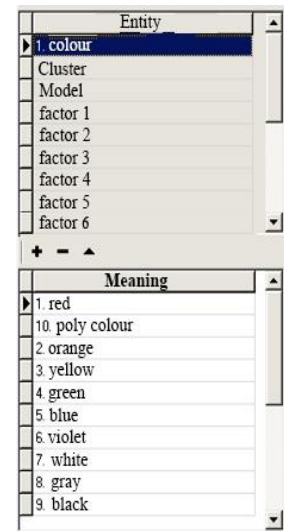 Entity
1. colour
Cluster
Model
factor 1
factor 2
factor 3
factor 4
factor 5
factor 6
Meaning
1. red
10. poly colour
2. orange
3. yellow
4. green
5. blue
6. violet
7. white
8. gray
9. black